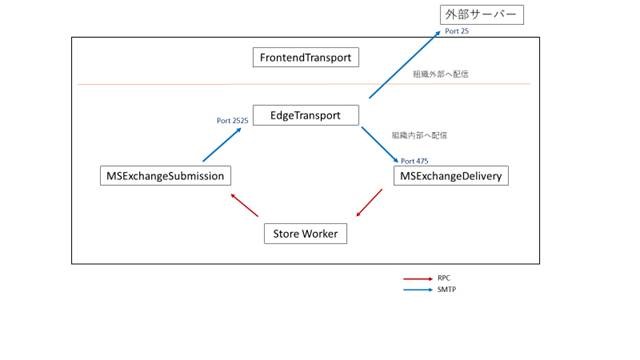 外部サーバー
Port 25
FrontendTransport
組織外部へ配信
EdgeTransport
Port 2525
組織内部へ配信
Port 475
MSExchangeSubmission
MSExchangeDelivery
Store Worker
RPC
SMTP